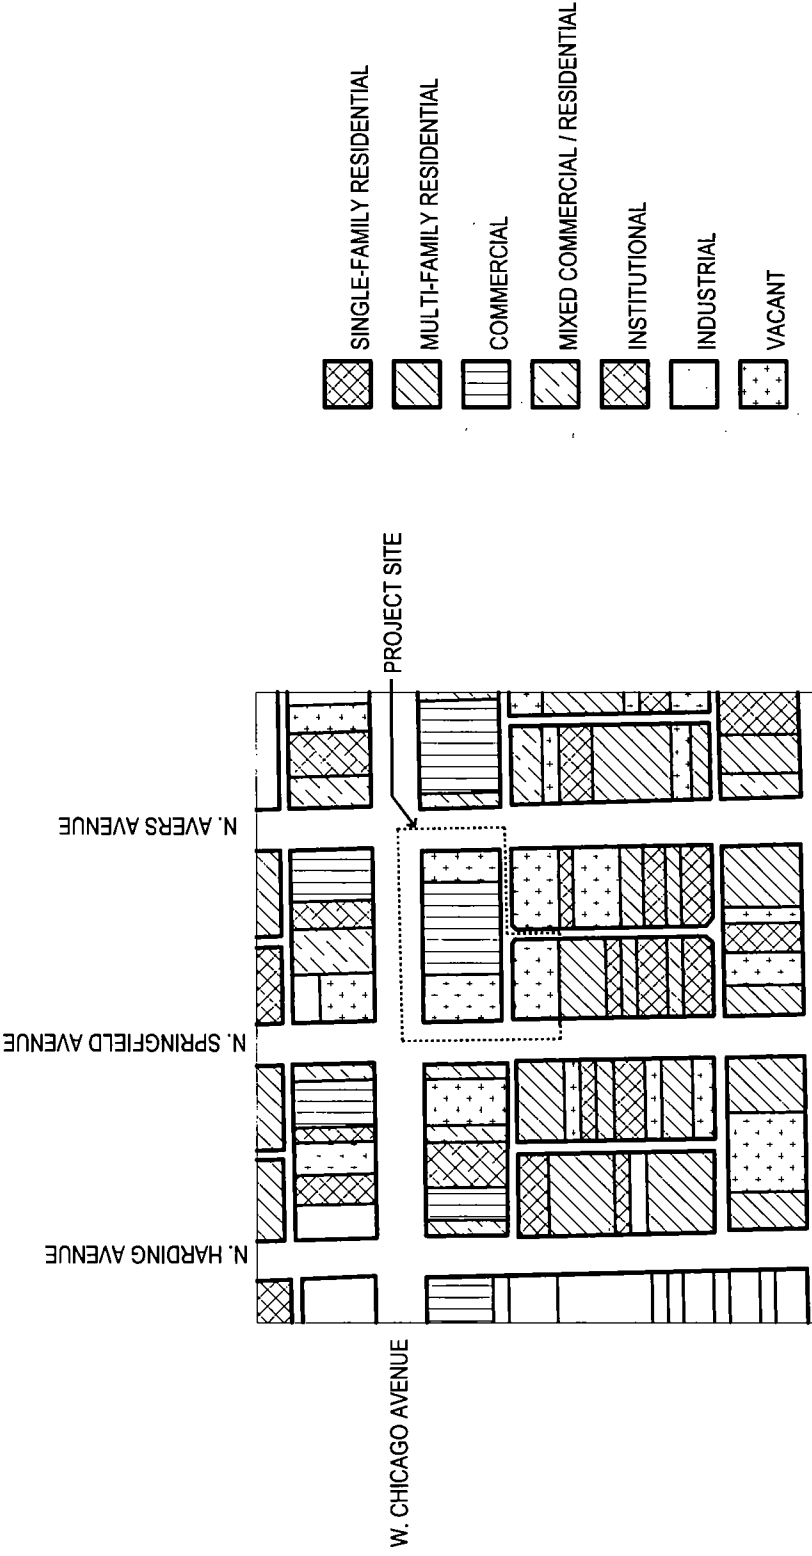 N. HARDING AVENUE
N. SPRINGFIELD AVENUE
N. AVERS AVENUE
W. CHICAGO AVENUE
PROJECT SITE
SINGLE-FAMILY RESIDENTIAL
MULTI-FAMILY RESIDENTIAL
COMMERCIAL
MIXED COMMERCIAL / RESIDENTIAL
INSTITUTIONAL
INDUSTRIAL
VACANT